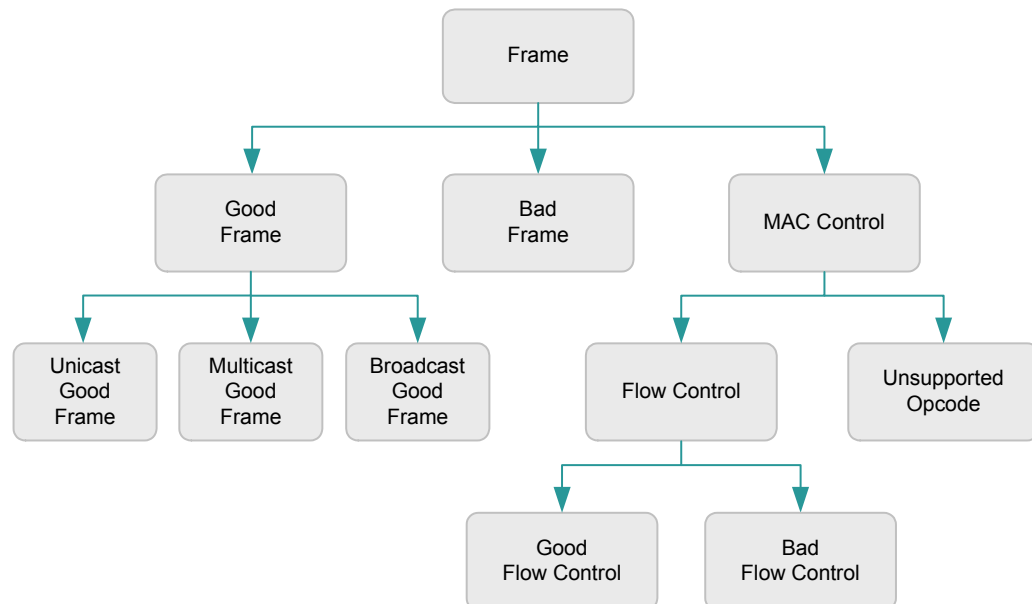 Frame
Good
Frame
Bad
Frame
MAC Control
Unicast
Good
Frame
Multicast
Good
Frame
Broadcast
Good
Frame
Flow Control
Unsupported
Opcode
Good
Flow Control
Bad
Flow Control